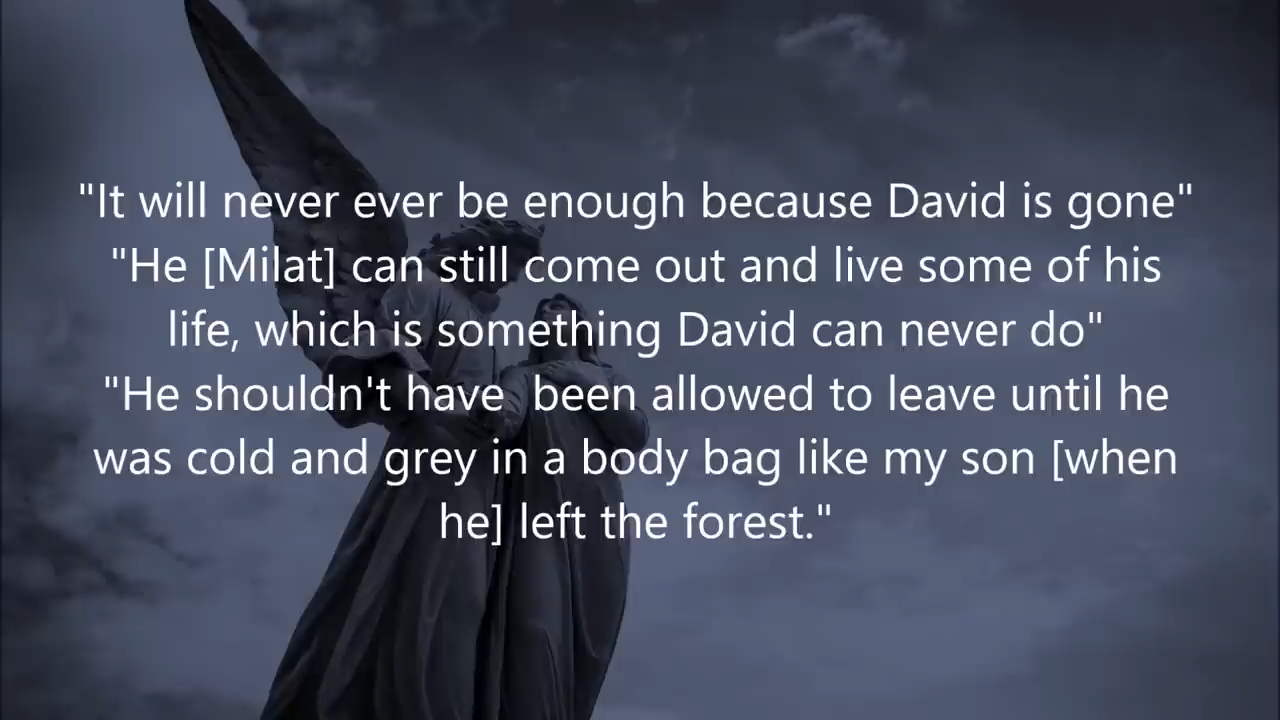 "It will never ever be enough because David is gone"
"He [Milat] can still come out and live some of his
life, which is something David can never do"
"He shouldn't have  been allowed to leave until he
was cold and grey in a body bag like my son [when
he] left the forest."